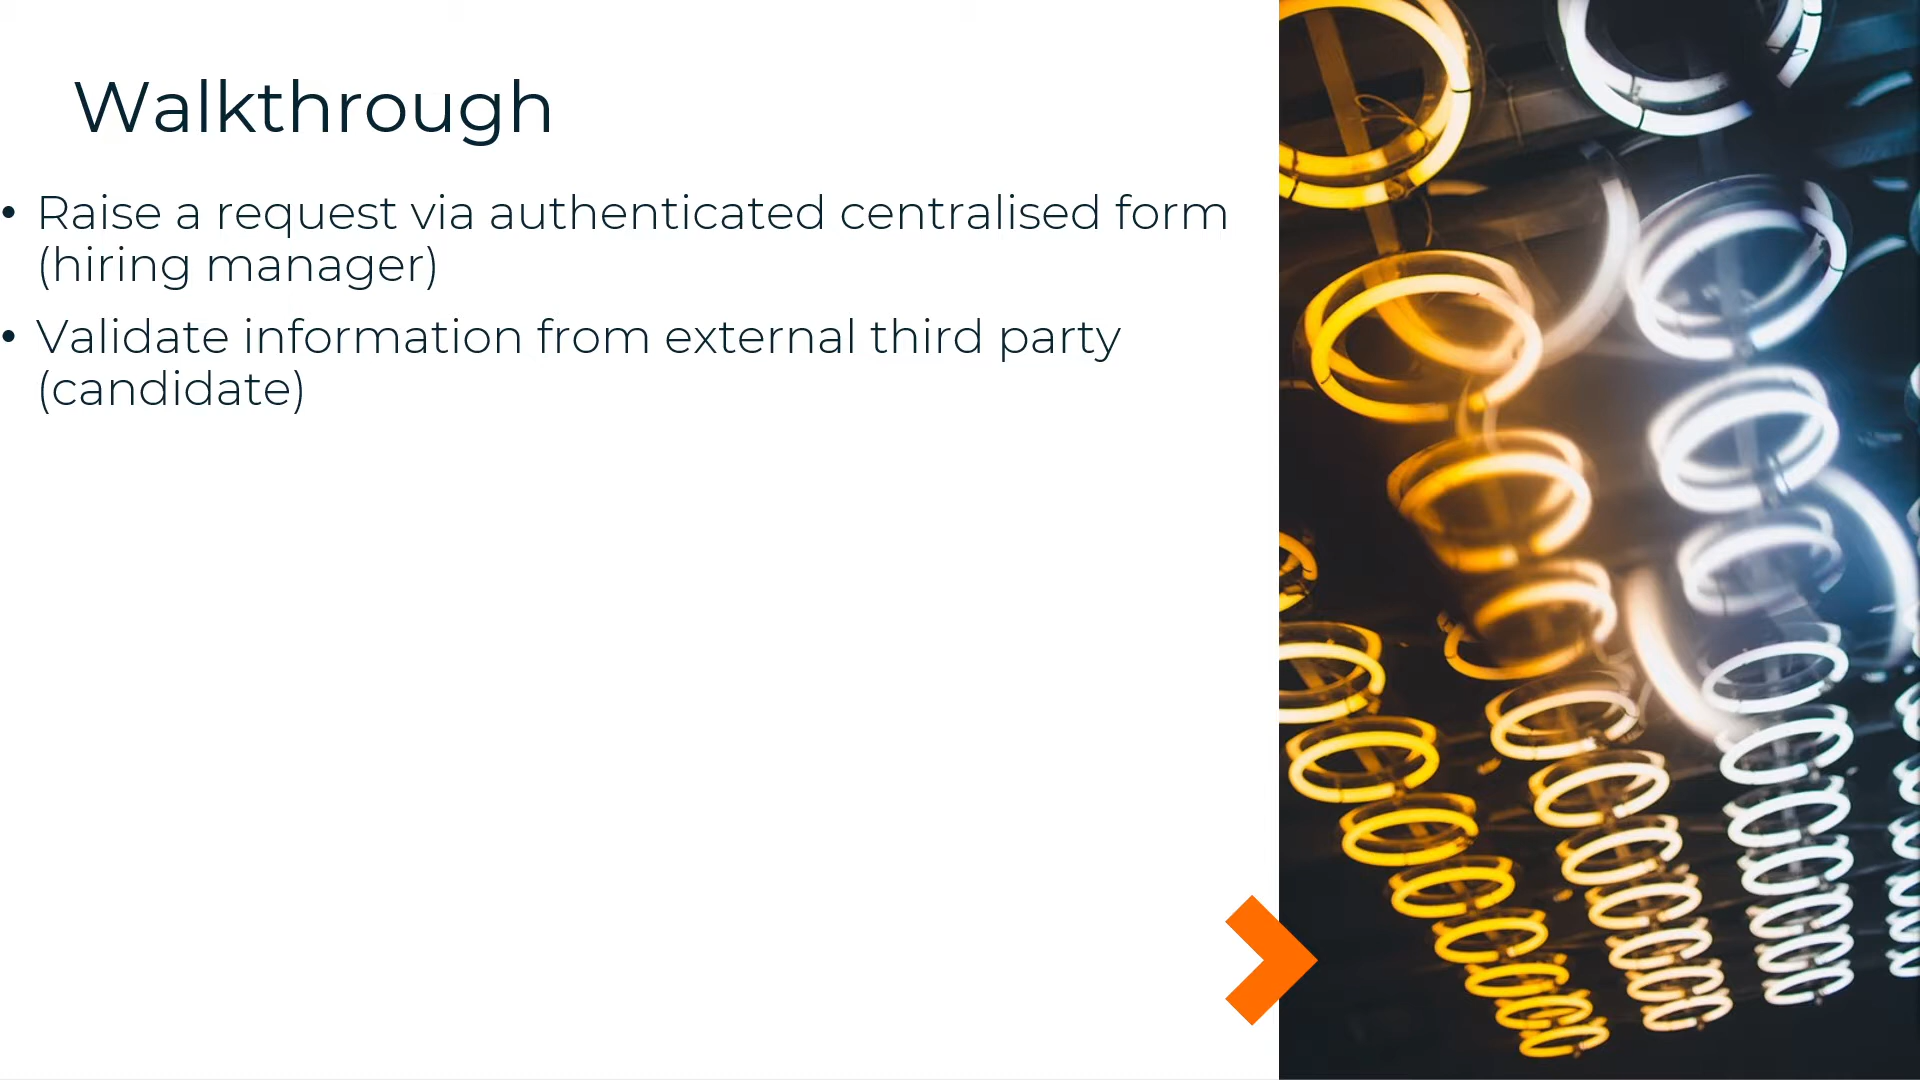 Walkthrough
• Raise a request via authenticated centralised form
(hiring manager)
• Validate information from external third party
(candidate)